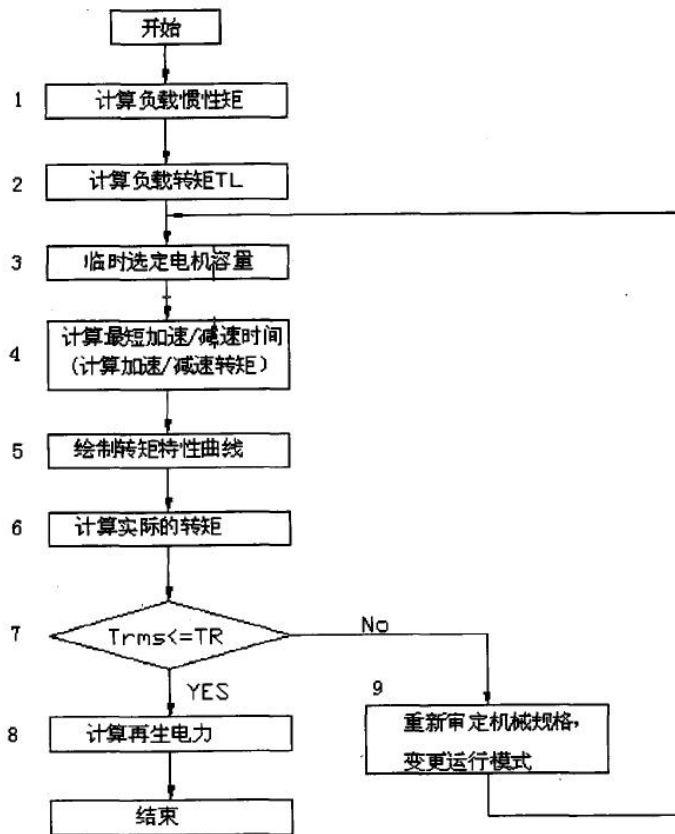 开始
1
计算负载惯性矩
2
计算负载转矩TL
3
临时选定电机容量
4
计算最短加速/减速时间
(计算加速/减速转矩)
5
绘制转矩特性曲线
6
计算实际的转矩
7
Trms<=TR
No
YES
8
计算再生电力
9
重新审定机械规格,
变更运行模式
结束